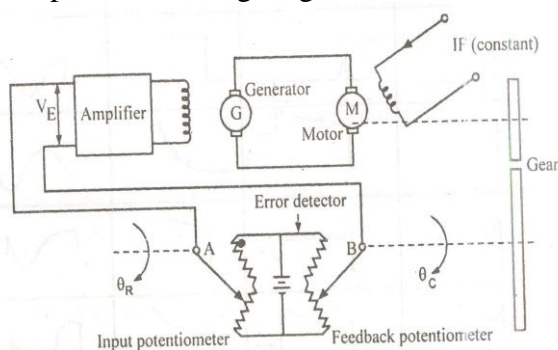 IF (constant)
Generator
V_E
Amplifier
G
M
Motor
Gear
Error detector
A
B
θ_R
θ_C
Input potentiometer
Feedback potentiometer